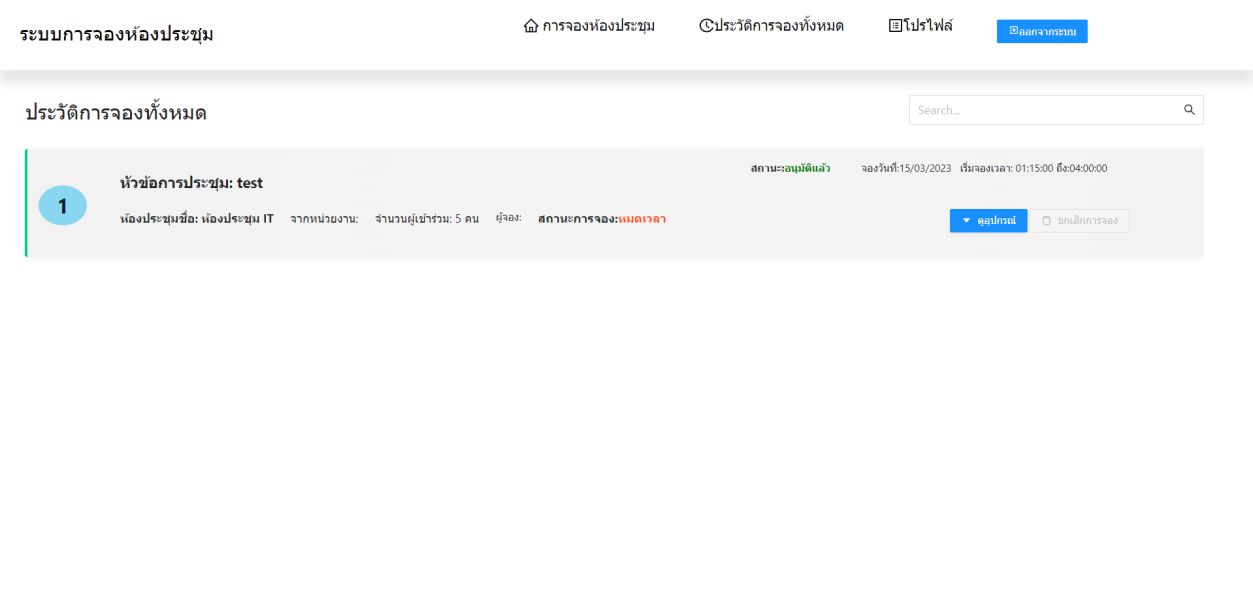 ระบบการจองห้องประชุม
การจองห้องประชุม ประวัติการจองทั้งหมด โปรไฟล์ ออกจากระบบ
ประวัติการจองทั้งหมด
Search...
สถานะ:อนุมัติแล้ว จองวันที่:15/03/2023 เริ่มจองเวลา: 01:15:00 ถึง:04:00:00
1
หัวข้อการประชุม: test
ห้องประชุมชื่อ: ห้องประชุม IT จากหน่วยงาน: จำนวนผู้เข้าร่วม: 5 คน ผู้จอง: สถานะการจอง:หมดเวลา
ดูอุปกรณ์ ยกเลิกการจอง